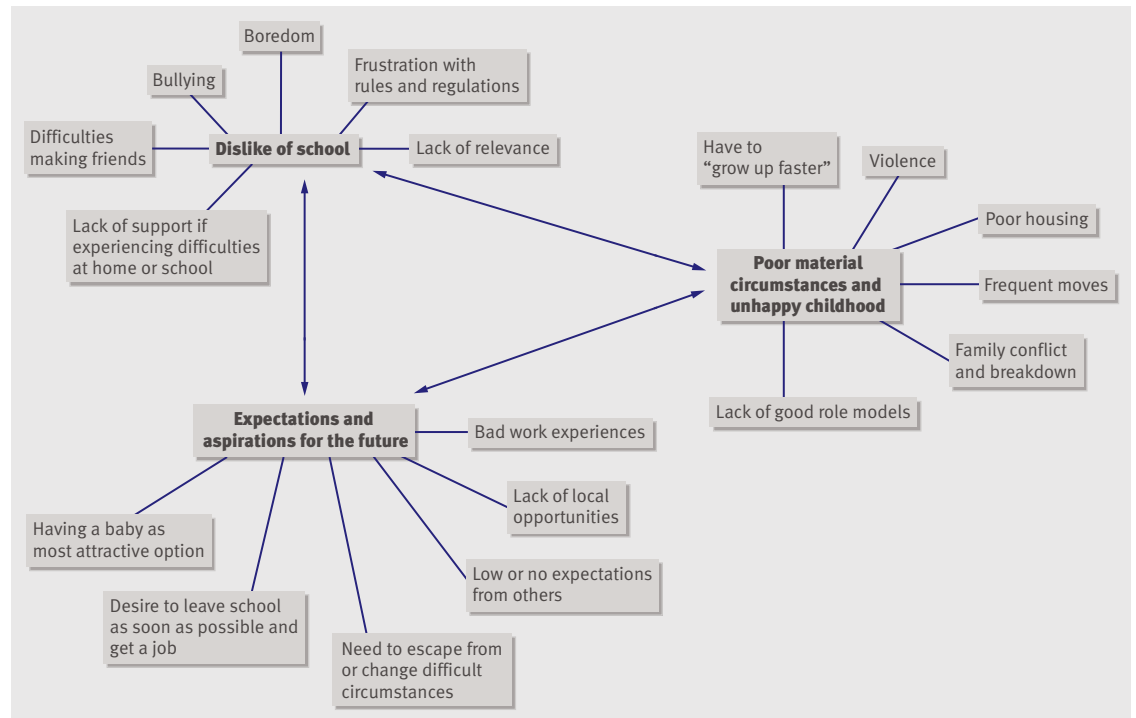 Boredom
Bullying
Frustration with
rules and regulations
Difficulties
making friends
Dislike of school
Lack of relevance
Lack of support if
experiencing difficulties
at home or school
Have to
“grow up faster”
Violence
Poor housing
Poor material
circumstances and
unhappy childhood
Frequent moves
Family conflict
and breakdown
Lack of good role models
Expectations and
aspirations for the future
Bad work experiences
Lack of local
opportunities
Having a baby as
most attractive option
Low or no expectations
from others
Desire to leave school
as soon as possible and
get a job
Need to escape from
or change difficult
circumstances